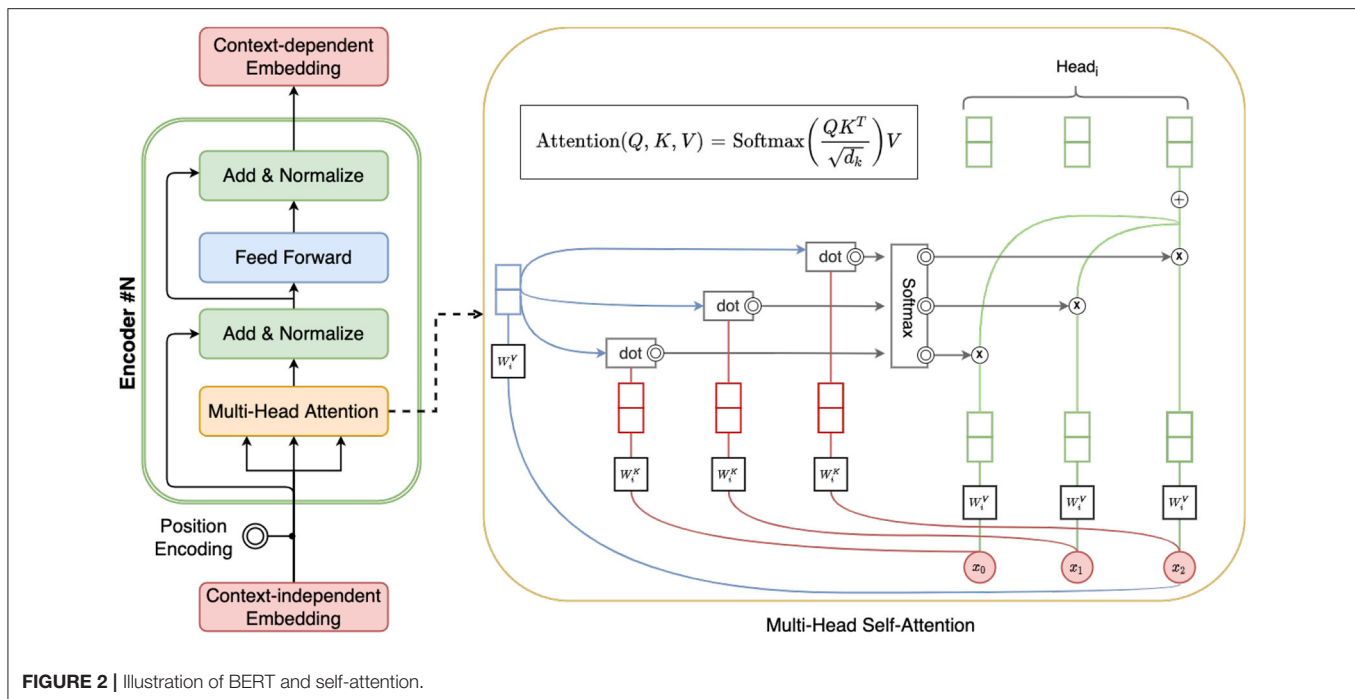 Context-dependent
Embedding
Add & Normalize
Feed Forward
Add & Normalize
Multi-Head Attention
Encoder #N
Position
Encoding
Context-independent
Embedding
Head_i
Attention(Q, K, V) = Softmax(QK^T / √d_k)V
dot
dot
dot
Softmax
x
x
x
+
W_i^V
W_i^K
W_i^K
W_i^K
W_i^V
W_i^V
W_i^V
x_0
x_1
x_2
Multi-Head Self-Attention
FIGURE 2 | Illustration of BERT and self-attention.